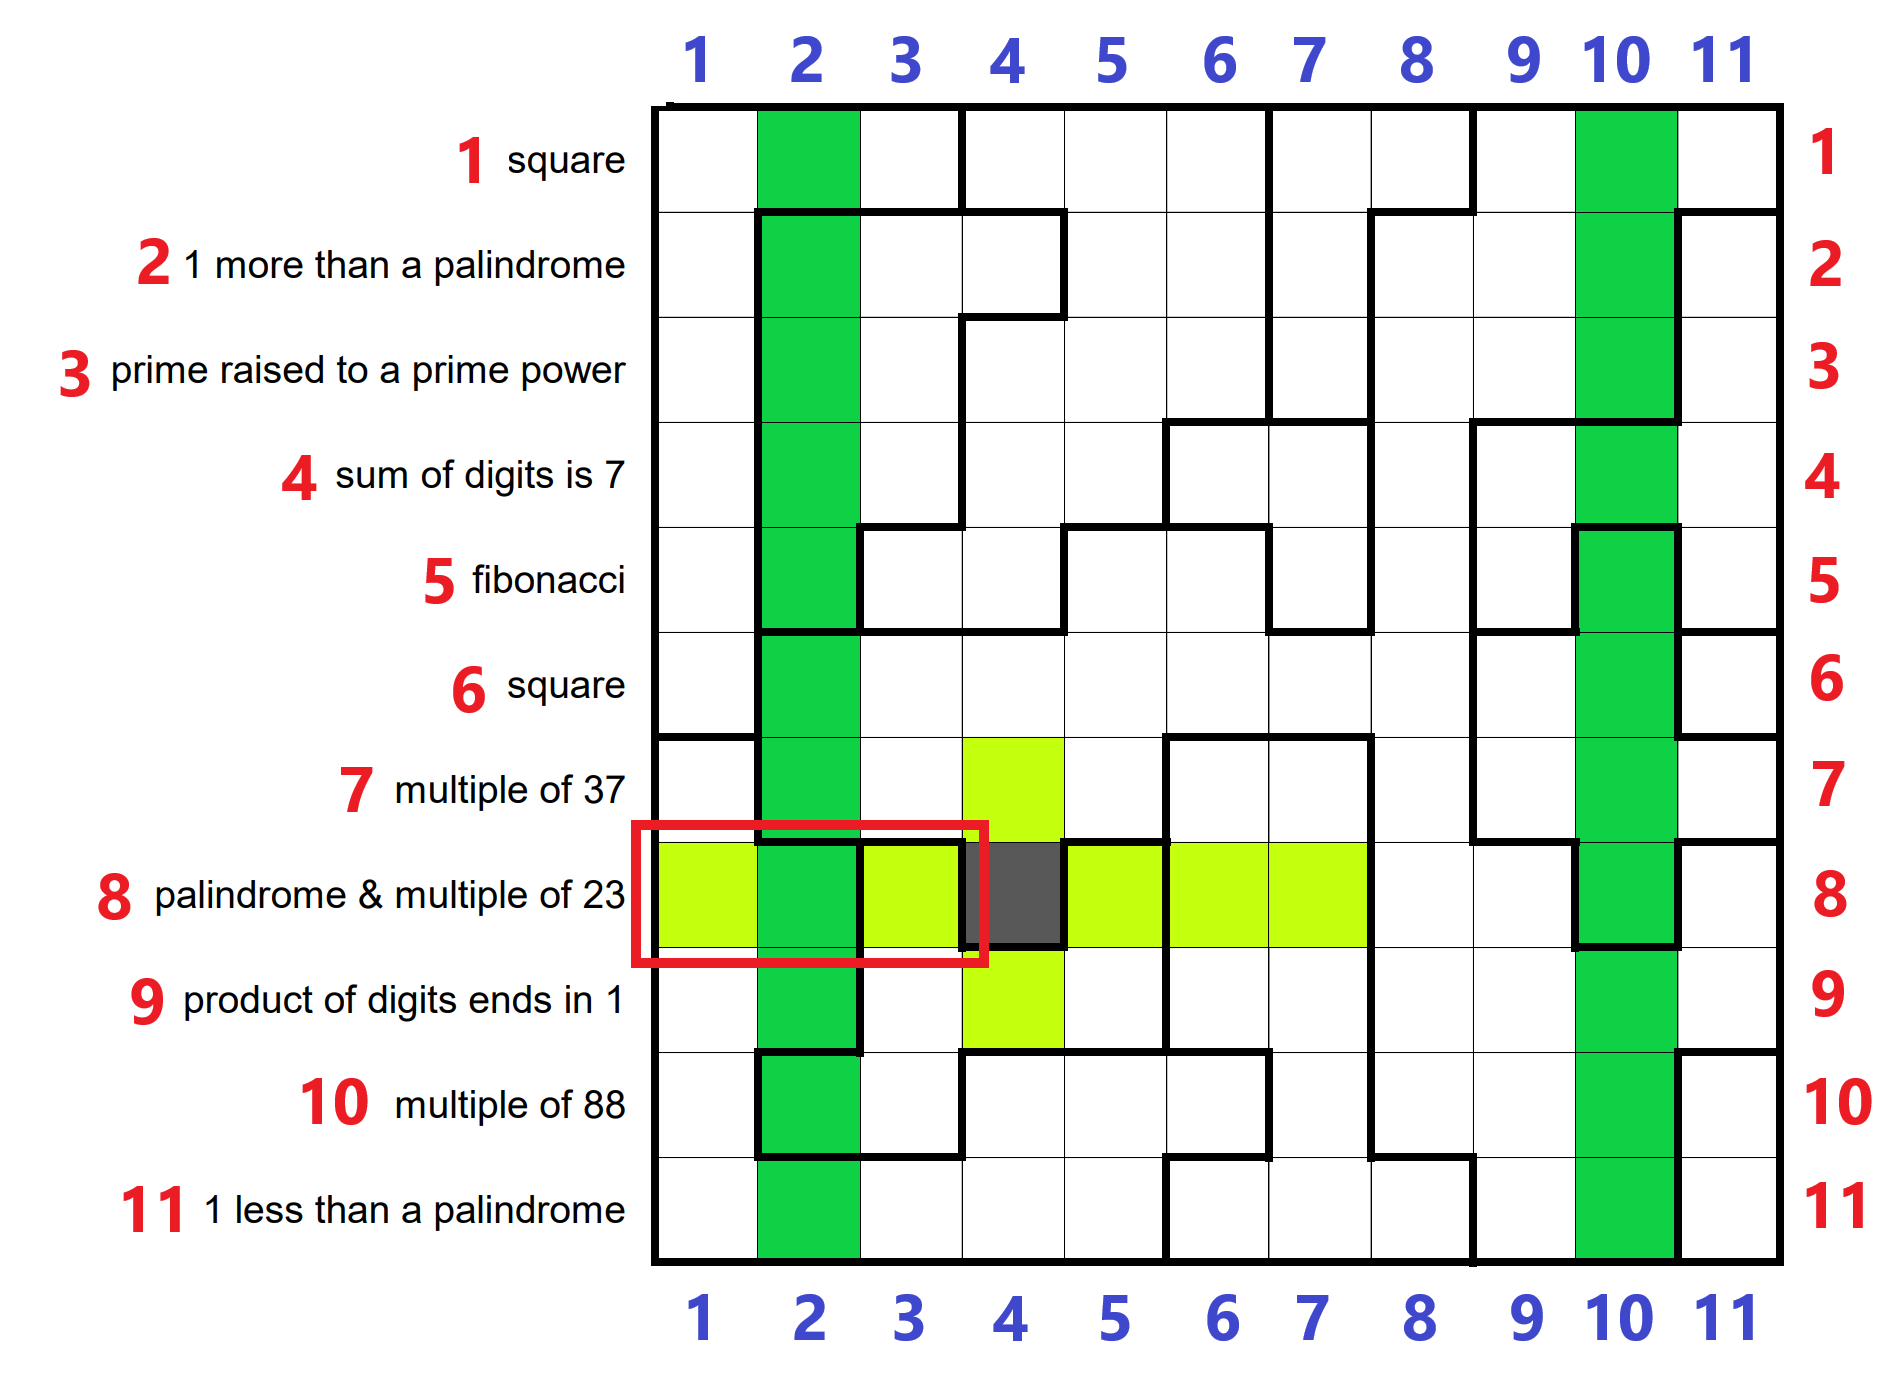 1 2 3 4 5 6 7 8 9 10 11
1 square 1
2 1 more than a palindrome 2
3 prime raised to a prime power 3
4 sum of digits is 7 4
5 fibonacci 5
6 square 6
7 multiple of 37 7
8 palindrome & multiple of 23 8
9 product of digits ends in 1 9
10 multiple of 88 10
11 1 less than a palindrome 11
1 2 3 4 5 6 7 8 9 10 11